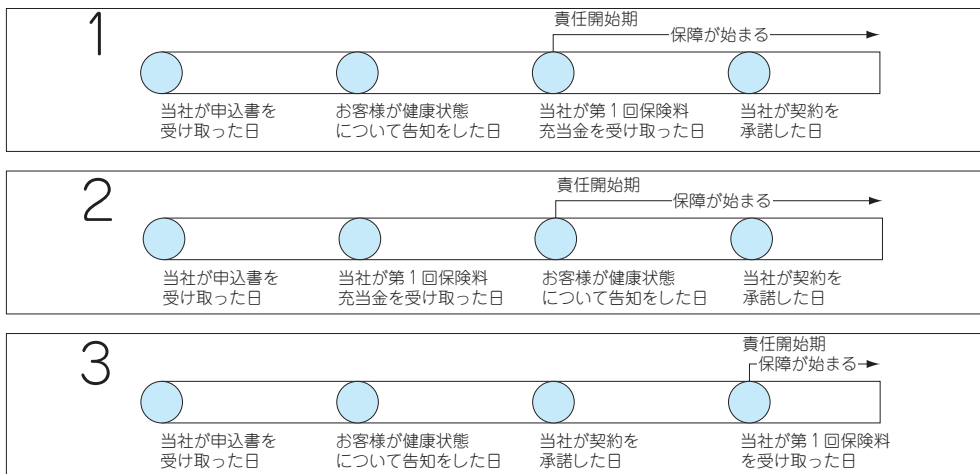 1
責任開始期
保障が始まる
当社が申込書を
受け取った日
お客様が健康状態
について告知をした日
当社が第1回保険料
充当金を受け取った日
当社が契約を
承諾した日
2
責任開始期
保障が始まる
当社が申込書を
受け取った日
当社が第1回保険料
充当金を受け取った日
お客様が健康状態
について告知をした日
当社が契約を
承諾した日
3
責任開始期
保障が始まる
当社が申込書を
受け取った日
お客様が健康状態
について告知をした日
当社が契約を
承諾した日
当社が第1回保険料
を受け取った日